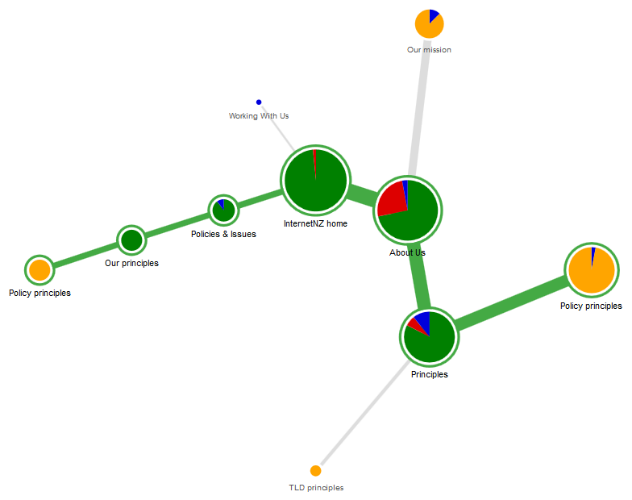 Our mission
Working With Us
InternetNZ home
Policies & Issues
About Us
Our principles
Policy principles
Policy principles
Principles
TLD principles